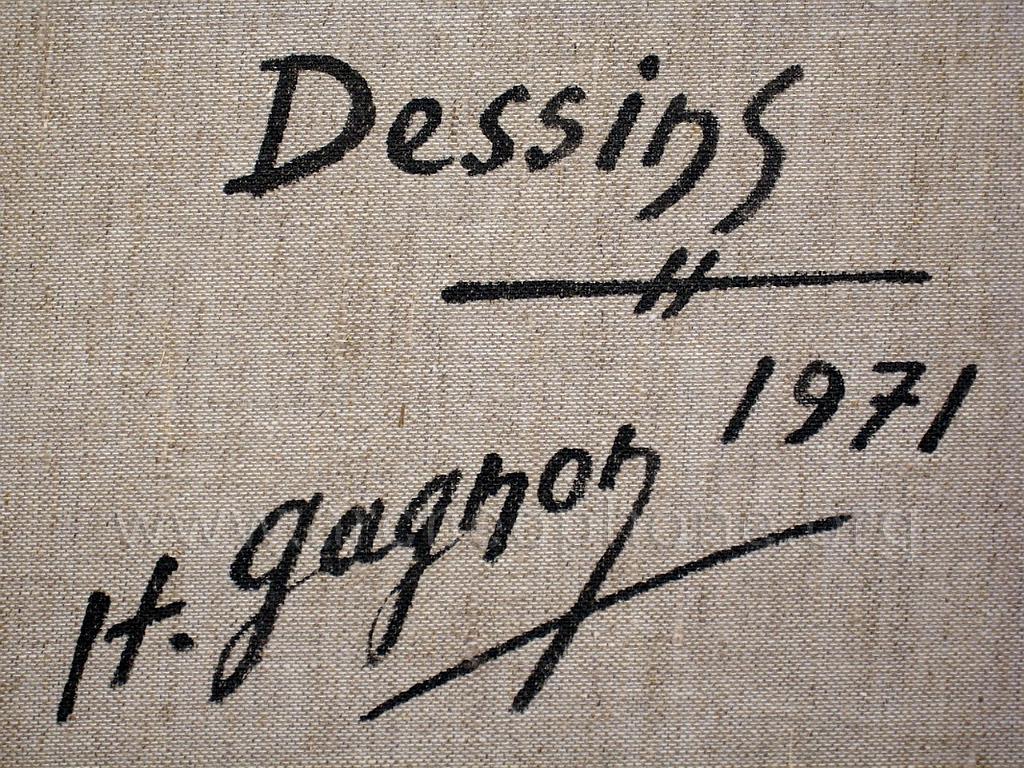 Dessins
1971
H. gagnon